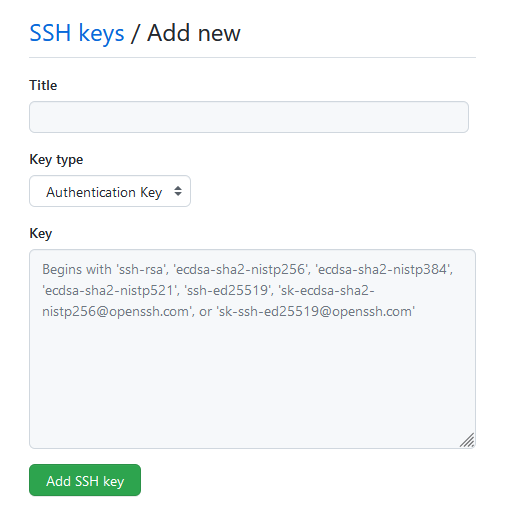 SSH keys / Add new
Title
Key type
Authentication Key
Key
Begins with 'ssh-rsa', 'ecdsa-sha2-nistp256', 'ecdsa-sha2-nistp384',
'ecdsa-sha2-nistp521', 'ssh-ed25519', 'sk-ecdsa-sha2-
nistp256@openssh.com', or 'sk-ssh-ed25519@openssh.com'
Add SSH key